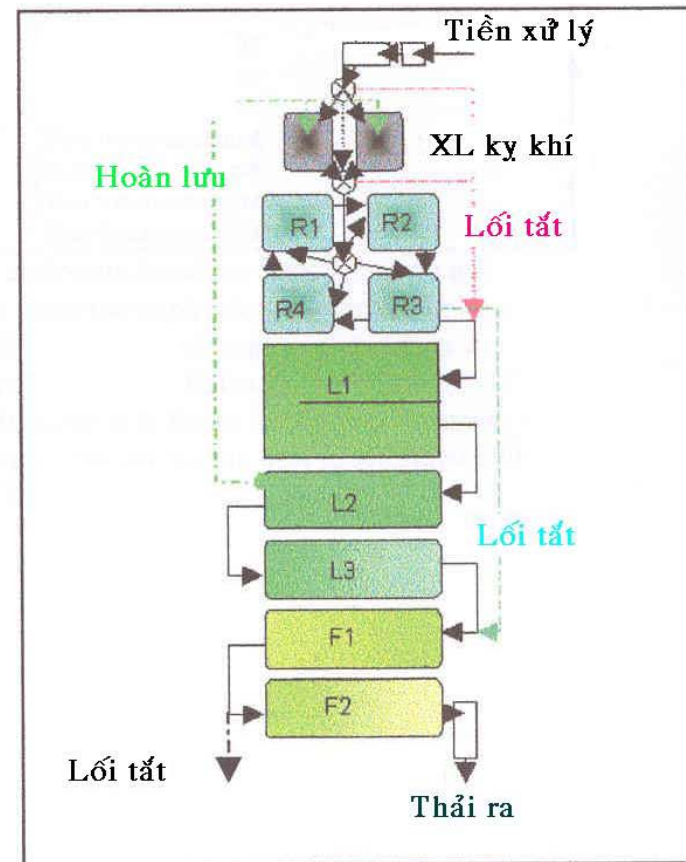 Tiền xử lý
XL kỵ khí
Hoàn lưu
R1
R2
Lối tắt
R4
R3
L1
L2
Lối tắt
L3
F1
F2
Lối tắt
Thải ra